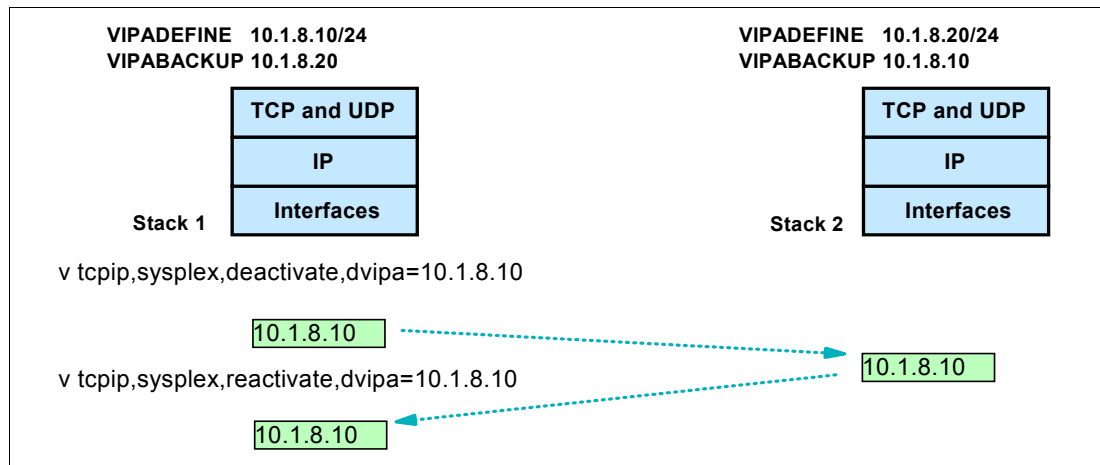 VIPADEFINE 10.1.8.10/24
VIPABACKUP 10.1.8.20
TCP and UDP
IP
Interfaces
Stack 1
VIPADEFINE 10.1.8.20/24
VIPABACKUP 10.1.8.10
TCP and UDP
IP
Interfaces
Stack 2
v tcpip,sysplex,deactivate,dvipa=10.1.8.10
10.1.8.10
10.1.8.10
v tcpip,sysplex,reactivate,dvipa=10.1.8.10
10.1.8.10